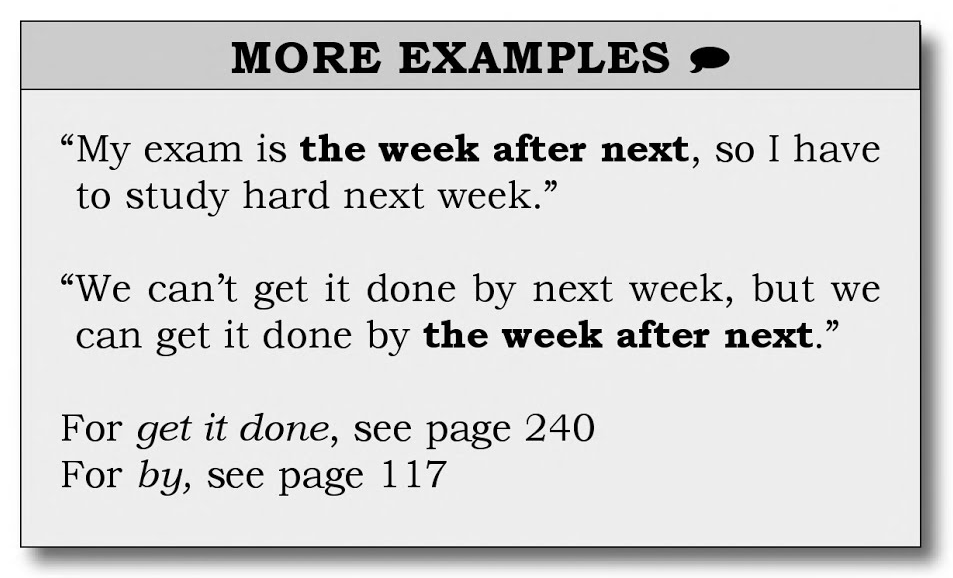 MORE EXAMPLES
“My exam is the week after next, so I have
to study hard next week.”
“We can’t get it done by next week, but we
can get it done by the week after next.”
For get it done, see page 240
For by, see page 117